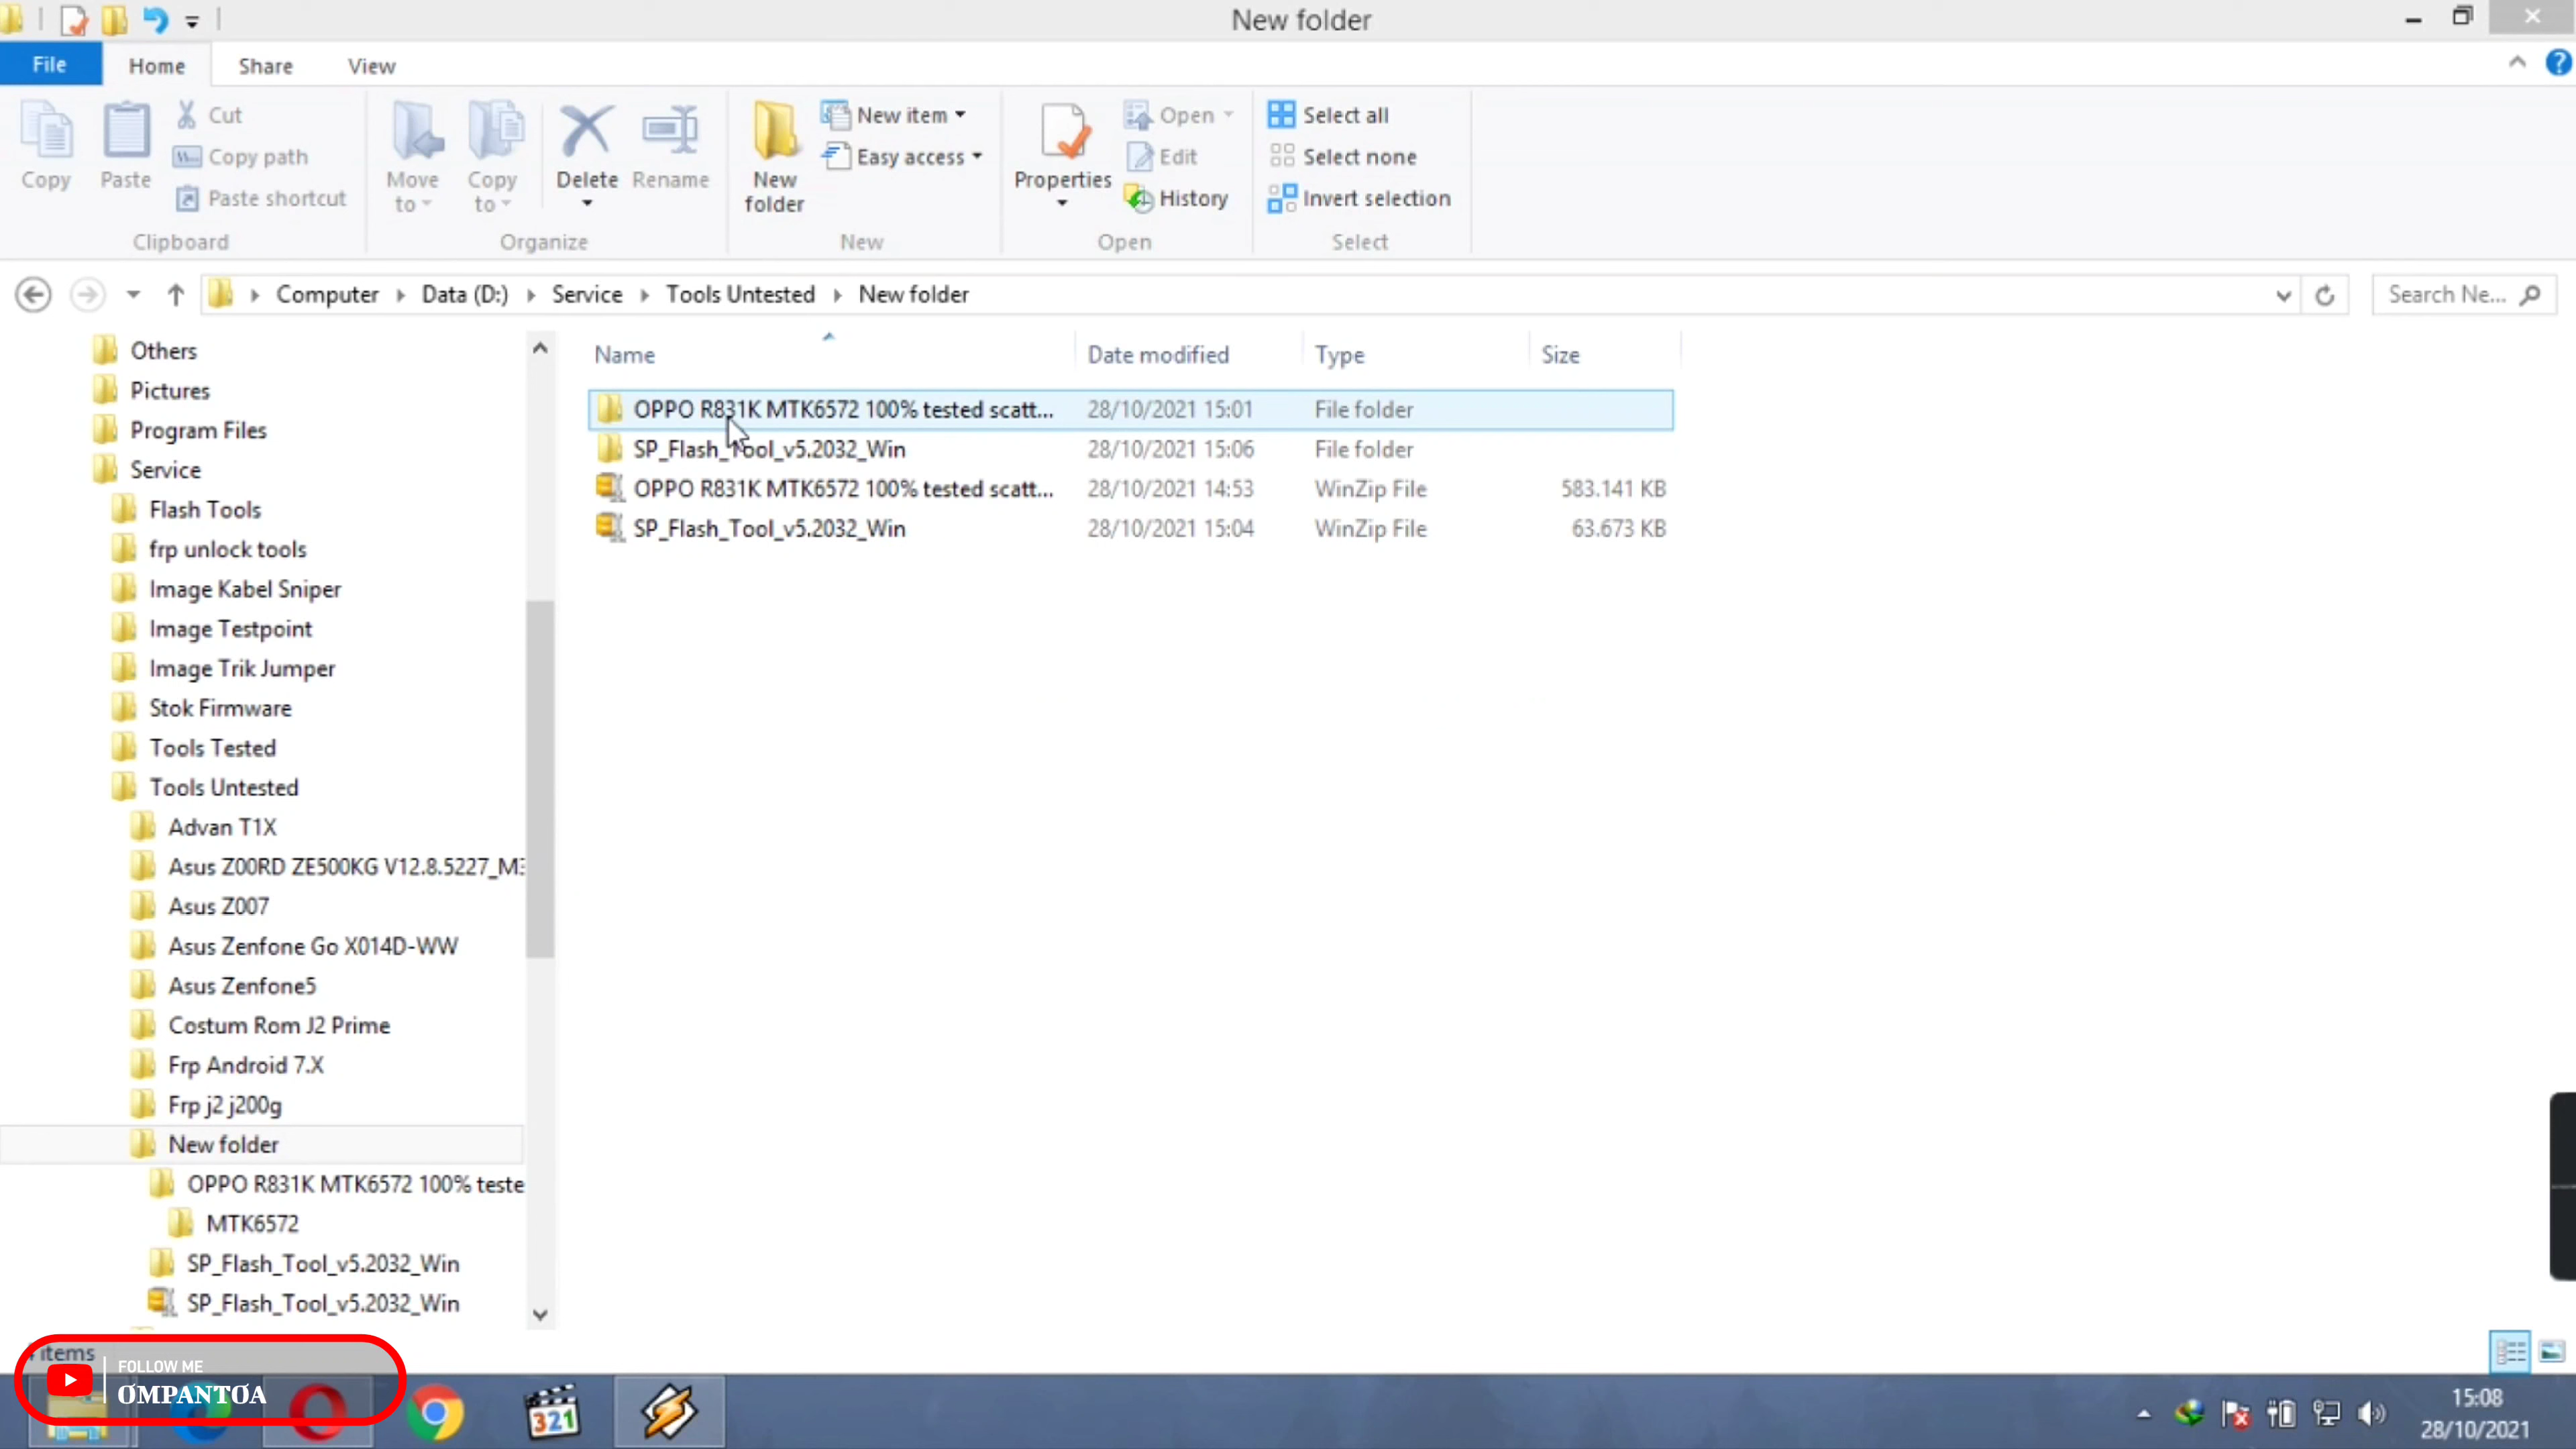 New folder
File Home Share View
Copy
Paste
Cut
Copy path
Paste shortcut
Clipboard
Move to
Copy to
Delete
Rename
Organize
New folder
New item
Easy access
New
Properties
Open
Edit
History
Open
Select all
Select none
Invert selection
Select
Computer Data (D:) Service Tools Untested New folder
Search Ne...
Others
Pictures
Program Files
Service
Flash Tools
frp unlock tools
Image Kabel Sniper
Image Testpoint
Image Trik Jumper
Stok Firmware
Tools Tested
Tools Untested
Advan T1X
Asus Z00RD ZE500KG V12.8.5227_M3
Asus Z007
Asus Zenfone Go X014D-WW
Asus Zenfone5
Costum Rom J2 Prime
Frp Android 7.X
Frp j2 j200g
New folder
OPPO R831K MTK6572 100% teste
MTK6572
SP_Flash_Tool_v5.2032_Win
SP_Flash_Tool_v5.2032_Win
Name Date modified Type Size
OPPO R831K MTK6572 100% tested scatt... 28/10/2021 15:01 File folder
SP_Flash_Tool_v5.2032_Win 28/10/2021 15:06 File folder
OPPO R831K MTK6572 100% tested scatt... 28/10/2021 14:53 WinZip File 583.141 KB
SP_Flash_Tool_v5.2032_Win 28/10/2021 15:04 WinZip File 63.673 KB
items
FOLLOW ME
OMPANTOA
321
15:08
28/10/2021